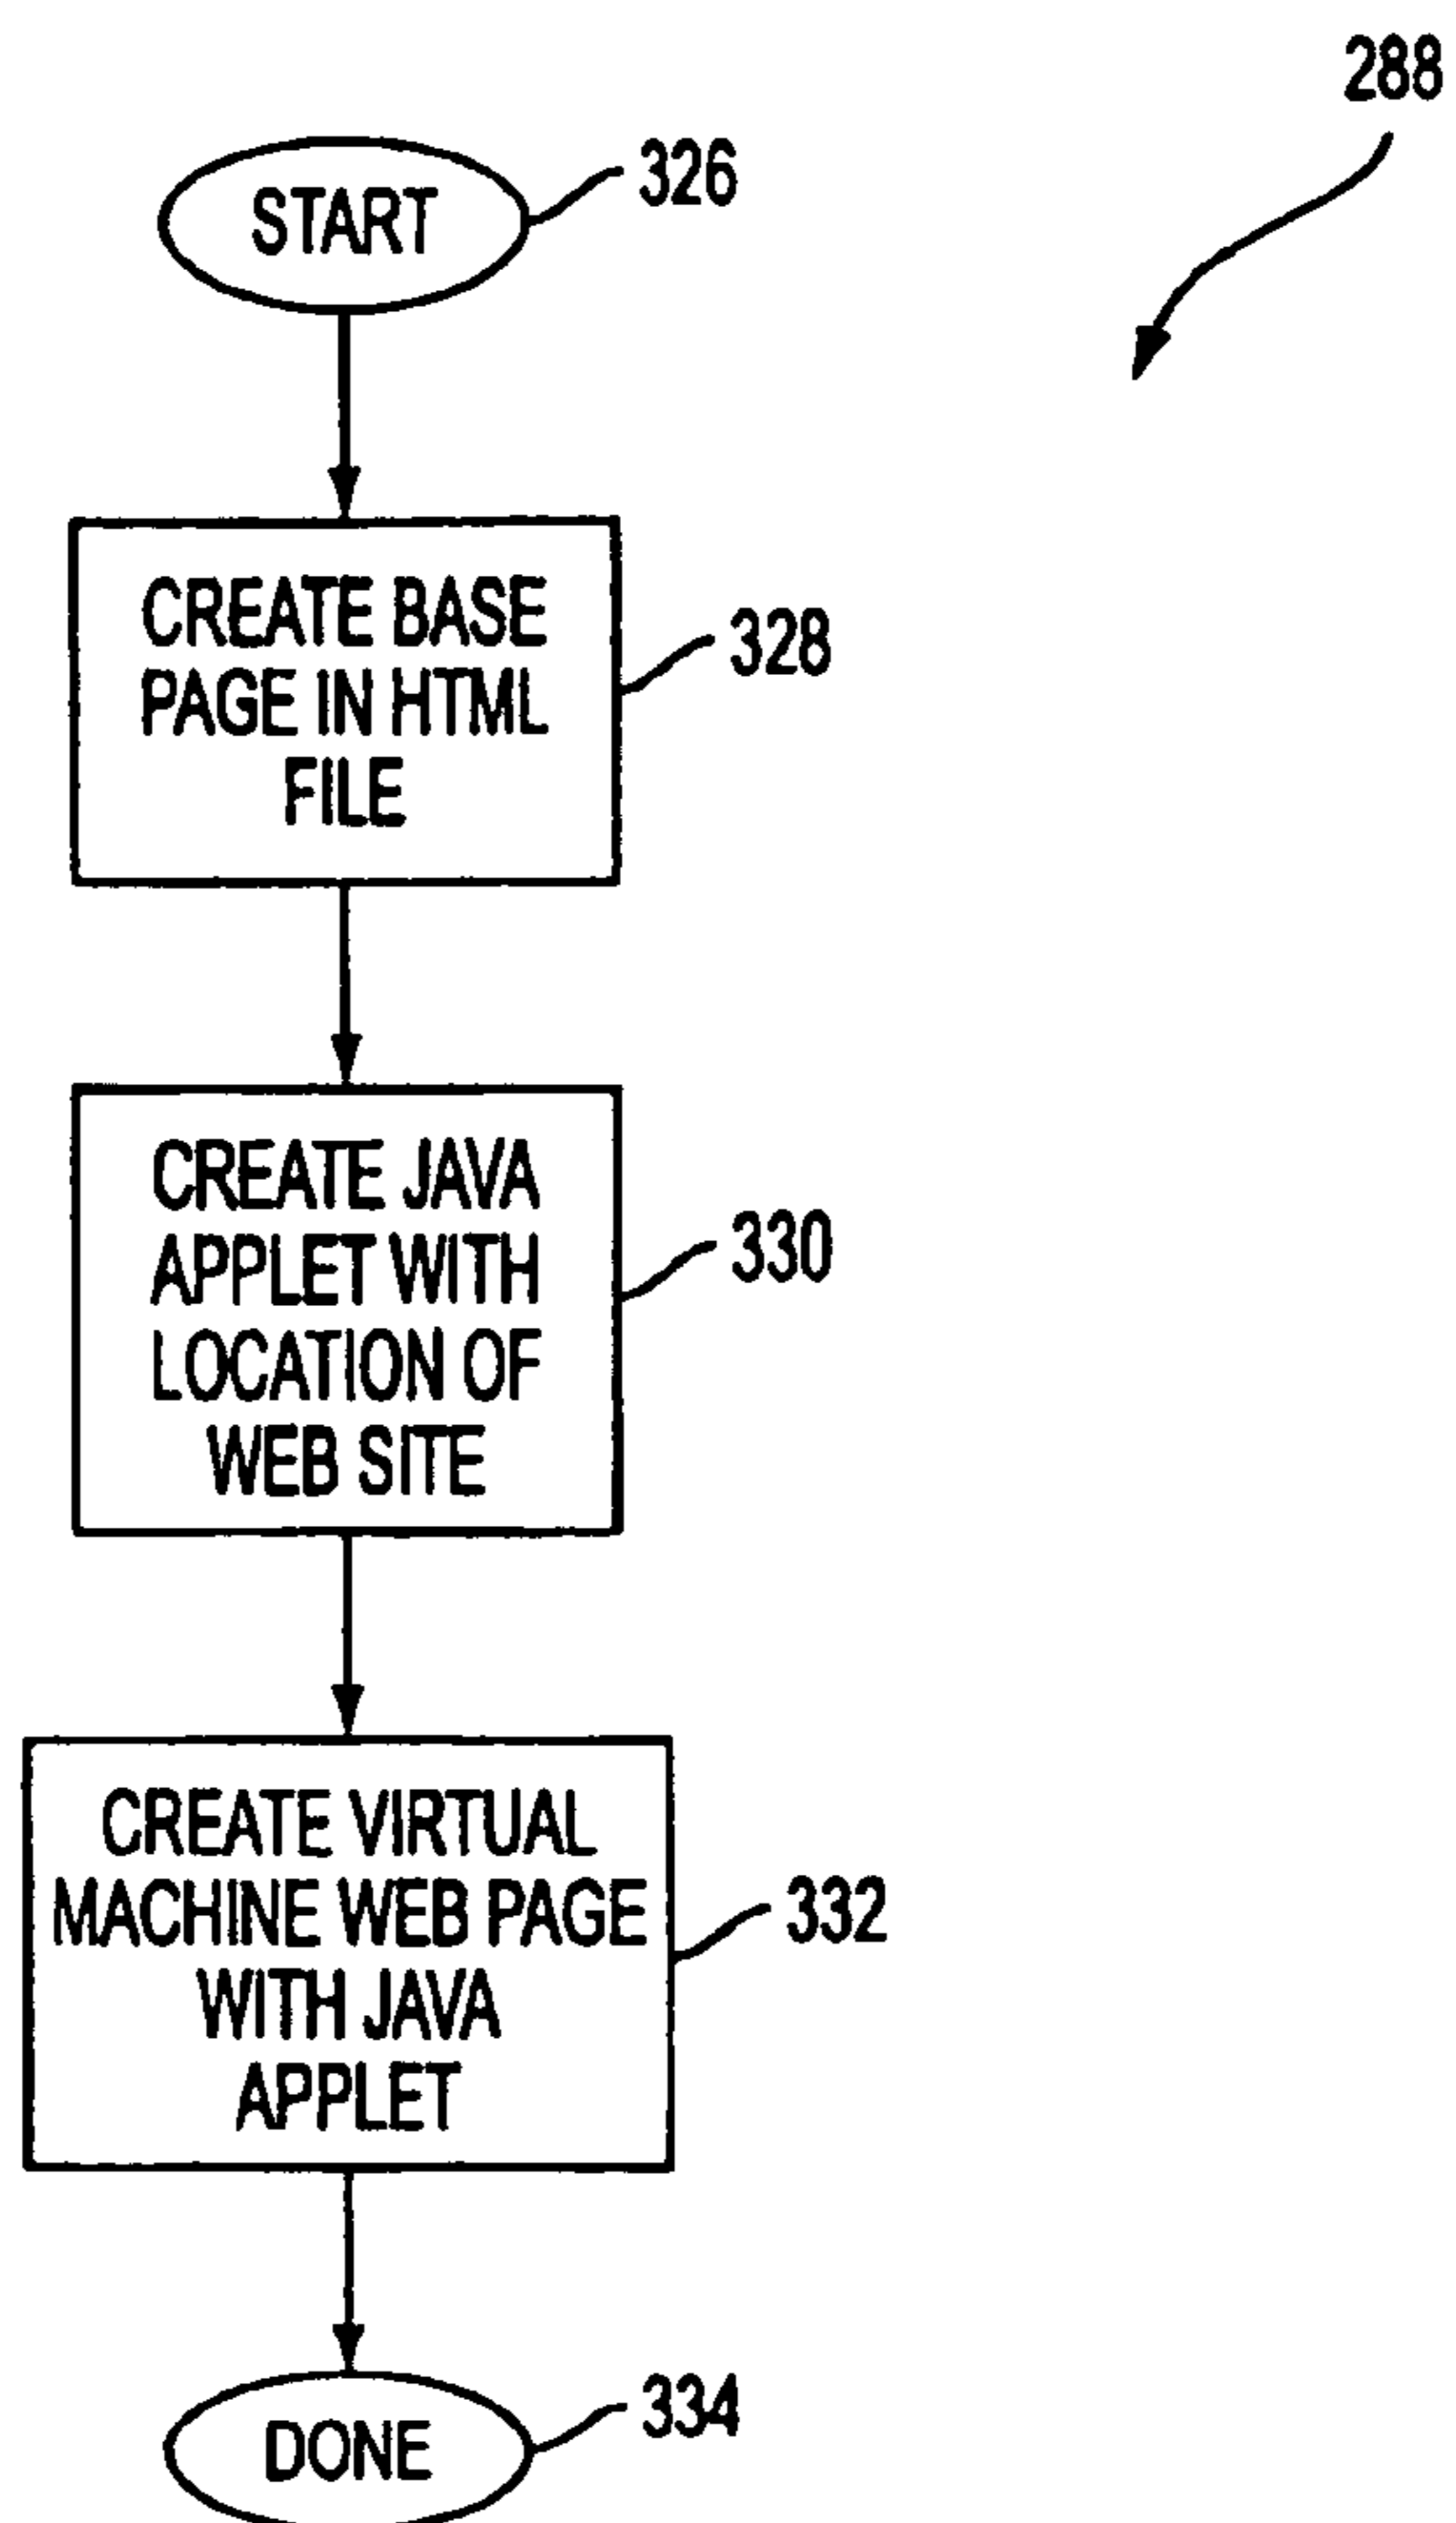 288
START
326
CREATE BASE
PAGE IN HTML
FILE
328
CREATE JAVA
APPLET WITH
LOCATION OF
WEB SITE
330
CREATE VIRTUAL
MACHINE WEB PAGE
WITH JAVA
APPLET
332
DONE
334